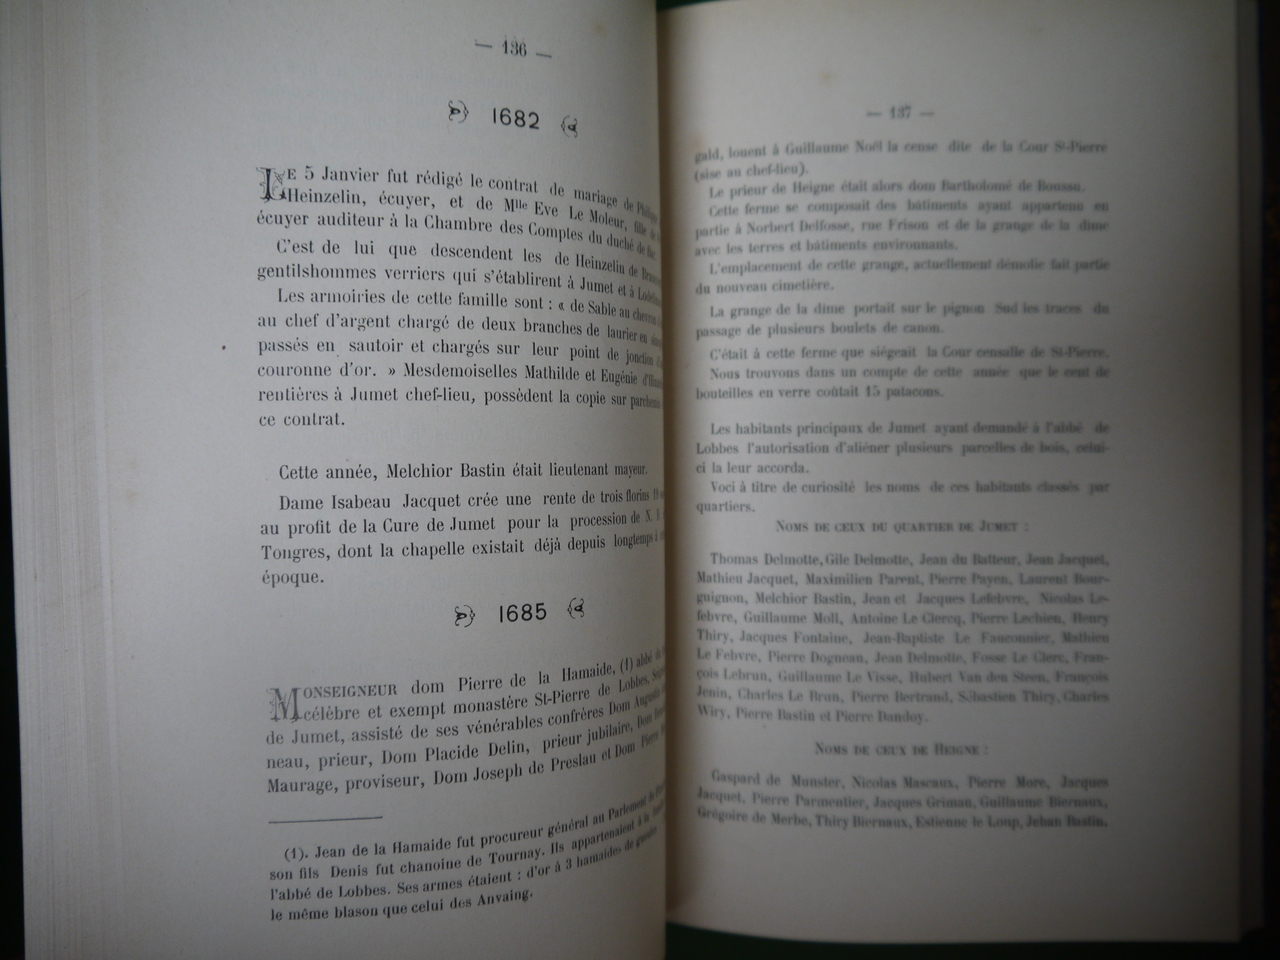 — 136 —
1682
LE 5 Janvier fut rédigé le contrat de mariage de Philippe
Heinzelin, écuyer, et de Mlle Eve Le Moleur, fille de
écuyer auditeur à la Chambre des Comptes du duché de
C'est de lui que descendent les de Heinzelin de
gentilshommes verriers qui s'établirent à Jumet et à
Les armoiries de cette famille sont : « de Sable au chevron
au chef d'argent chargé de deux branches de laurier en
passés en sautoir et chargés sur leur point de jonction
couronne d'or. » Mesdemoiselles Mathilde et Eugénie
rentières à Jumet chef-lieu, possèdent la copie sur parchemin
ce contrat.
Cette année, Melchior Bastin était lieutenant mayeur.
Dame Isabeau Jacquet crée une rente de trois florins
au profit de la Cure de Jumet pour la procession de N.
Tongres, dont la chapelle existait déjà depuis longtemps à
époque.
1685
MONSEIGNEUR dom Pierre de la Hamaide, (1) abbé
célèbre et exempt monastère St-Pierre de Lobbes,
de Jumet, assisté de ses vénérables confrères Dom Augustin
neau, prieur, Dom Placide Delin, prieur jubilaire, Dom
Maurage, proviseur, Dom Joseph de Preslau et Dom Pierre
(1). Jean de la Hamaide fut procureur général au Parlement de
son fils Denis fut chanoine de Tournay. Ils appartenaient à la
l'abbé de Lobbes. Ses armes étaient : d'or à 3 hamaides de gueules
le même blason que celui des Anvaing.
— 137 —
gald, louent à Guillaume Noël la cense dite de la Cour St-Pierre
(sise au chef-lieu).
Le prieur de Heigne était alors dom Bartholomé de Boussu.
Cette ferme se composait des bâtiments ayant appartenu en
partie à Norbert Delfosse, rue Frison et de la grange de la dime
avec les terres et bâtiments environnants.
L'emplacement de cette grange, actuellement démolie fait partie
du nouveau cimetière.
La grange de la dime portait sur le pignon Sud les traces du
passage de plusieurs boulets de canon.
C'était à cette ferme que siégeait la Cour censalle de St-Pierre.
Nous trouvons dans un compte de cette année que le cent de
bouteilles en verre coûtait 15 patacons.
Les habitants principaux de Jumet ayant demandé à l'abbé de
Lobbes l'autorisation d'aliéner plusieurs parcelles de bois, celui-
ci la leur accorda.
Voci à titre de curiosité les noms de ces habitants classés par
quartiers.
NOMS DE CEUX DU QUARTIER DE JUMET :
Thomas Delmotte, Gile Delmotte, Jean du Batteur, Jean Jacquet,
Mathieu Jacquet, Maximilien Parent, Pierre Payen, Laurent Bour-
guignon, Melchior Bastin, Jean et Jacques Lefebvre, Nicolas Le-
febvre, Guillaume Moll, Antoine Le Clercq, Pierre Lechien, Henry
Thiry, Jacques Fontaine, Jean-Baptiste Le Fauconnier, Mathieu
Le Febvre, Pierre Dogneau, Jean Delmotte, Fosse Le Clerc, Fran-
çois Lebrun, Guillaume Le Visse, Hubert Van den Steen, François
Jenin, Charles Le Brun, Pierre Bertrand, Sébastien Thiry, Charles
Wiry, Pierre Bastin et Pierre Dandoy.
NOMS DE CEUX DE HEIGNE :
Gaspard de Munster, Nicolas Mascaux, Pierre More, Jacques
Jacquet, Pierre Parmentier, Jacques Grimau, Guillaume Biernaux,
Grégoire de Merbe, Thiry Biernaux, Estienne le Loup, Jehan Bastin,